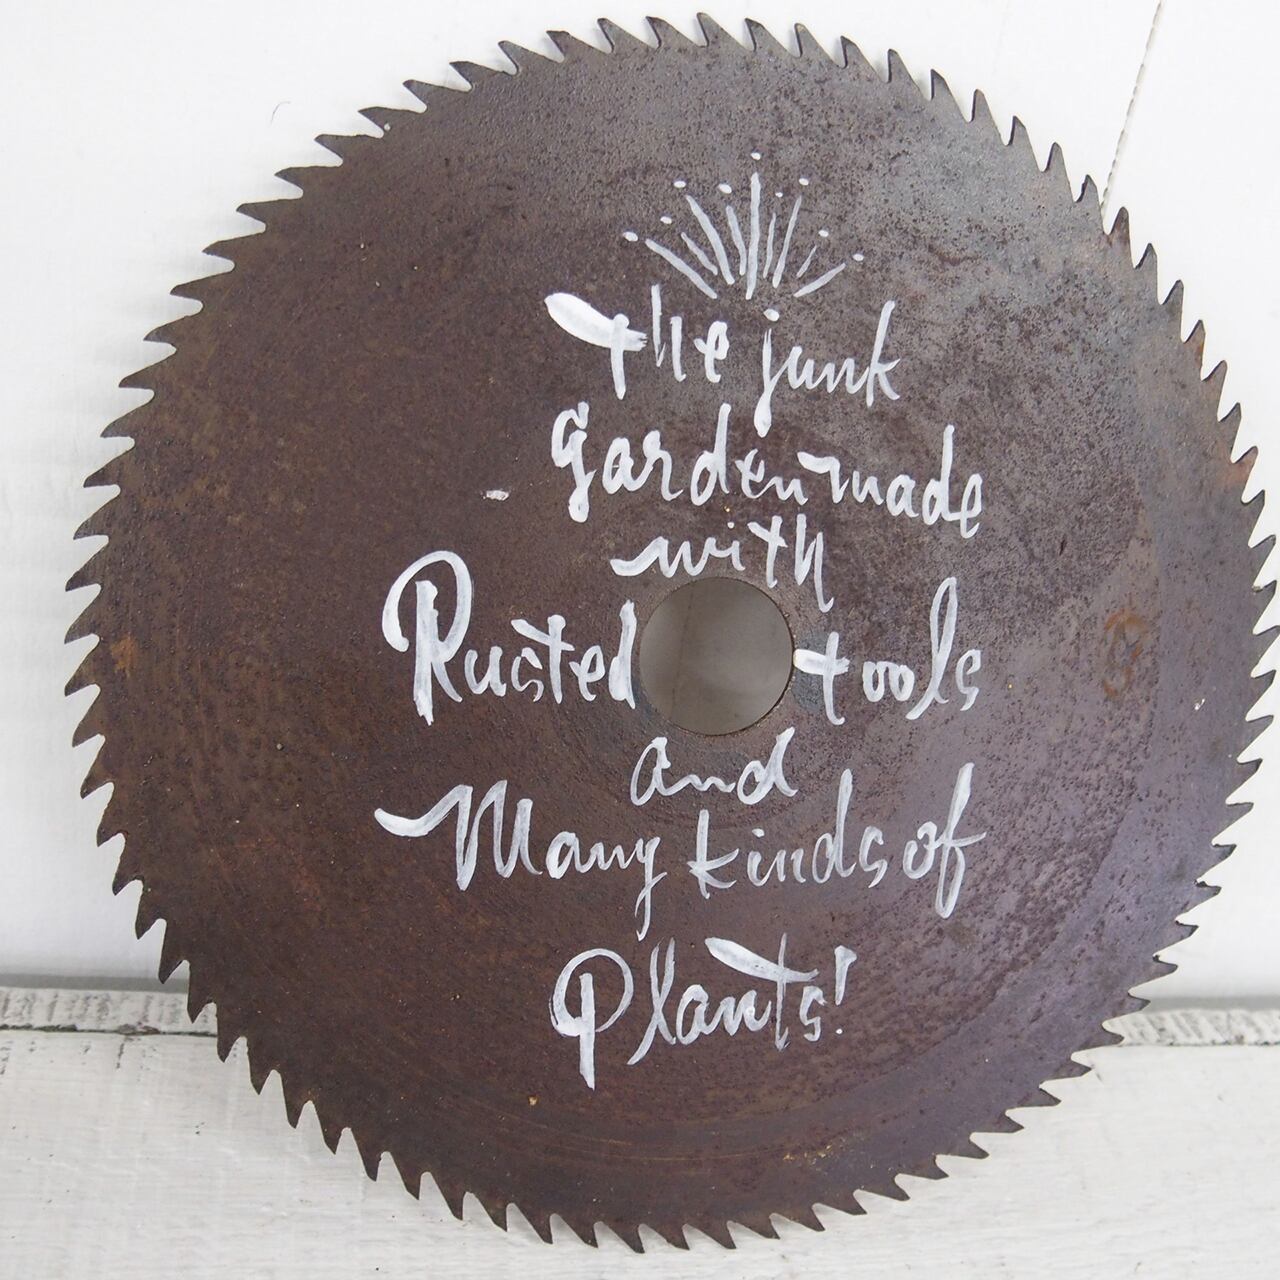 the junk
garden made
with
Rusted tools
and
Many kinds of
Plants!